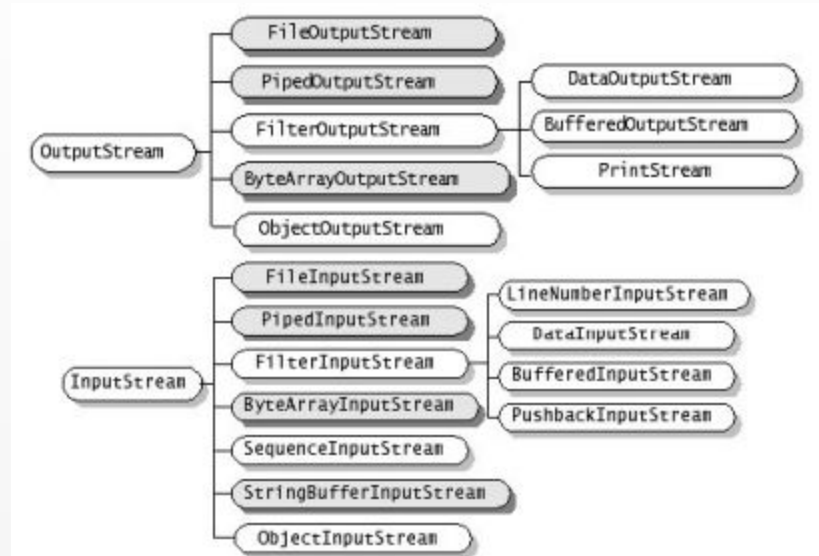 FileOutputStream
PipedOutputStream
DataOutputStream
FilterOutputStream
BufferedOutputStream
OutputStream
PrintStream
ByteArrayOutputStream
ObjectOutputStream
FileInputStream
LineNumberInputStream
PipedInputStream
DataInputStream
FilterInputStream
BufferedInputStream
InputStream
ByteArrayInputStream
PushbackInputStream
SequenceInputStream
StringBufferInputStream
ObjectInputStream